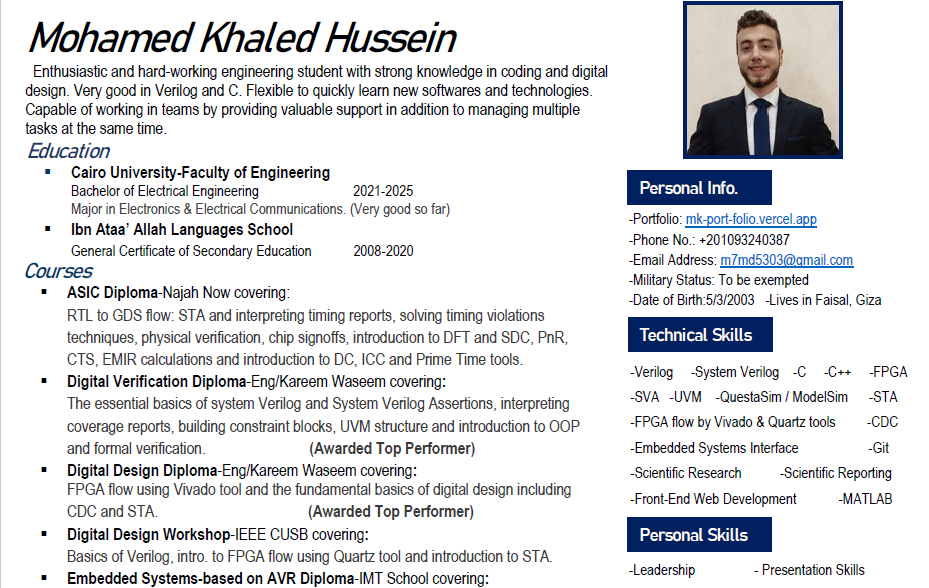 Mohamed Khaled Hussein
Enthusiastic and hard-working engineering student with strong knowledge in coding and digital
design. Very good in Verilog and C. Flexible to quickly learn new softwares and technologies.
Capable of working in teams by providing valuable support in addition to managing multiple
tasks at the same time.
Education
▪ Cairo University-Faculty of Engineering
Bachelor of Electrical Engineering 2021-2025
Major in Electronics & Electrical Communications. (Very good so far)
▪ Ibn Ataa’ Allah Languages School
General Certificate of Secondary Education 2008-2020
Courses
▪ ASIC Diploma-Najah Now covering:
RTL to GDS flow: STA and interpreting timing reports, solving timing violations
techniques, physical verification, chip signoffs, introduction to DFT and SDC, PnR,
CTS, EMIR calculations and introduction to DC, ICC and Prime Time tools.
▪ Digital Verification Diploma-Eng/Kareem Waseem covering:
The essential basics of system Verilog and System Verilog Assertions, interpreting
coverage reports, building constraint blocks, UVM structure and introduction to OOP
and formal verification. (Awarded Top Performer)
▪ Digital Design Diploma-Eng/Kareem Waseem covering:
FPGA flow using Vivado tool and the fundamental basics of digital design including
CDC and STA. (Awarded Top Performer)
▪ Digital Design Workshop-IEEE CUSB covering:
Basics of Verilog, intro. to FPGA flow using Quartz tool and introduction to STA.
▪ Embedded Systems-based on AVR Diploma-IMT School covering:
Personal Info.
-Portfolio: mk-port-folio.vercel.app
-Phone No.: +201093240387
-Email Address: m7md5303@gmail.com
-Military Status: To be exempted
-Date of Birth:5/3/2003 -Lives in Faisal, Giza
Technical Skills
-Verilog -System Verilog -C -C++ -FPGA
-SVA -UVM -QuestaSim / ModelSim -STA
-FPGA flow by Vivado & Quartz tools -CDC
-Embedded Systems Interface -Git
-Scientific Research -Scientific Reporting
-Front-End Web Development -MATLAB
Personal Skills
-Leadership - Presentation Skills